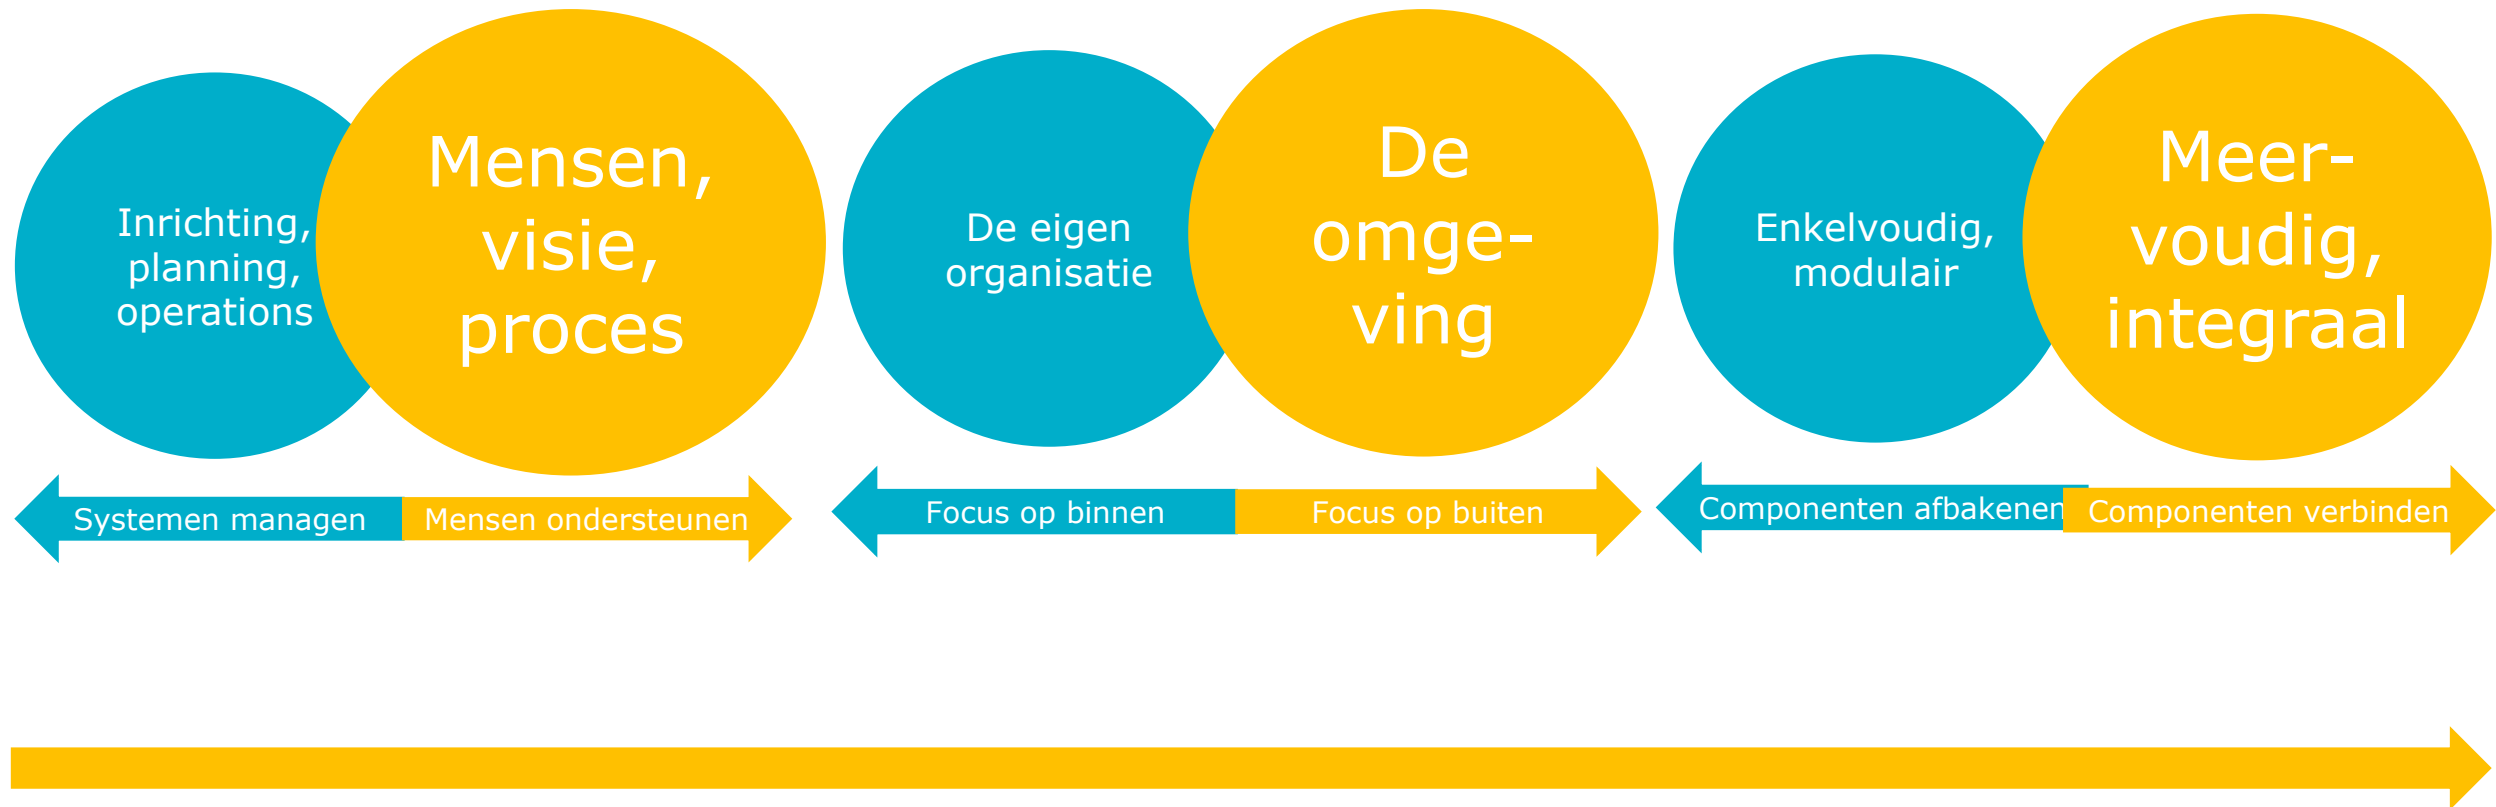 Inrichting,
planning,
operations
Mensen,
visie,
proces
De eigen
organisatie
De
omge-
ving
Enkelvoudig,
modulair
Meer-
voudig,
integraal
Systemen managen
Mensen ondersteunen
Focus op binnen
Focus op buiten
Componenten afbakenen
Componenten verbinden